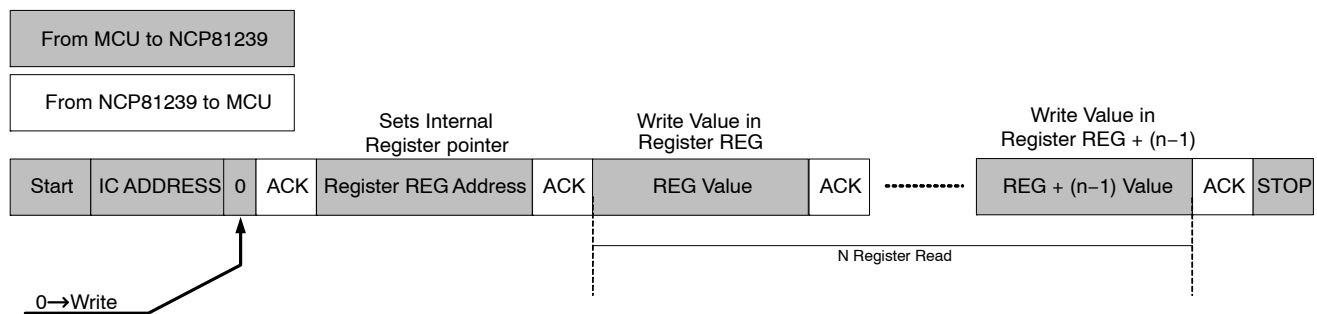 From MCU to NCP81239
From NCP81239 to MCU
Sets Internal
Register pointer
Write Value in
Register REG
Write Value in
Register REG + (n−1)
Start IC ADDRESS 0 ACK Register REG Address ACK REG Value ACK REG + (n−1) Value ACK STOP
N Register Read
0→Write